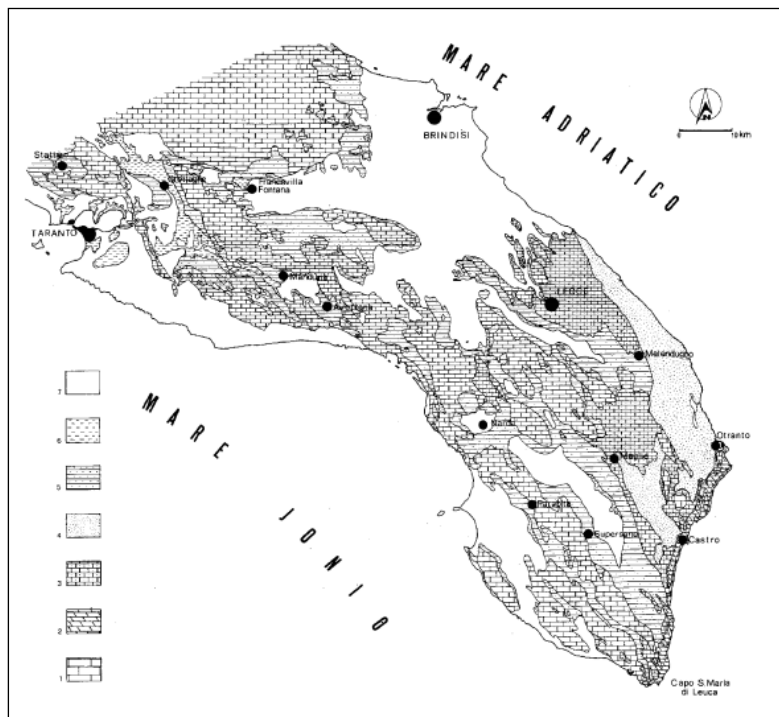 MARE ADRIATICO
BRINDISI
N
0 10 km
Francavilla
Fontana
TARANTO
Manduria
LECCE
Melendugno
Nardò
Otranto
Maglie
Parabita
Supersano
Castro
MARE JONIO
7
6
5
4
3
2
1
Capo S. Maria
di Leuca